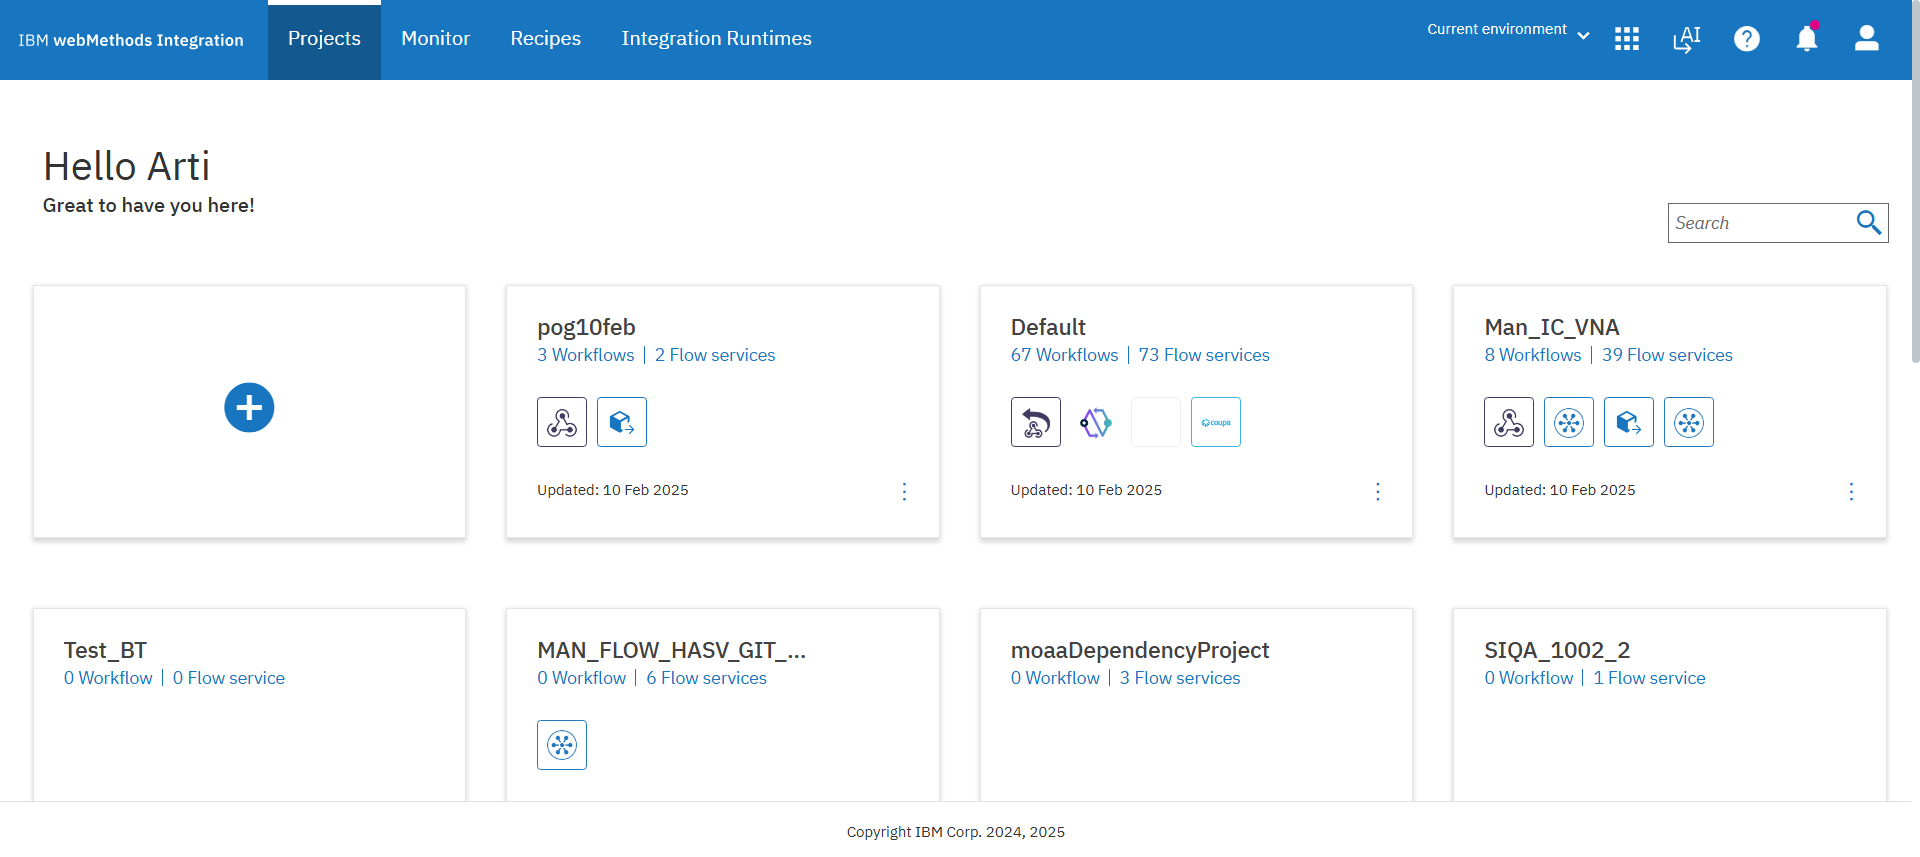 IBM webMethods Integration
Projects
Monitor
Recipes
Integration Runtimes
Current environment
AI
?
Hello Arti
Great to have you here!
Search
pog10feb
3 Workflows | 2 Flow services
Updated: 10 Feb 2025
Default
67 Workflows | 73 Flow services
coupa
Updated: 10 Feb 2025
Man_IC_VNA
8 Workflows | 39 Flow services
Updated: 10 Feb 2025
Test_BT
0 Workflow | 0 Flow service
MAN_FLOW_HASV_GIT_...
0 Workflow | 6 Flow services
moaaDependencyProject
0 Workflow | 3 Flow services
SIQA_1002_2
0 Workflow | 1 Flow service
Copyright IBM Corp. 2024, 2025